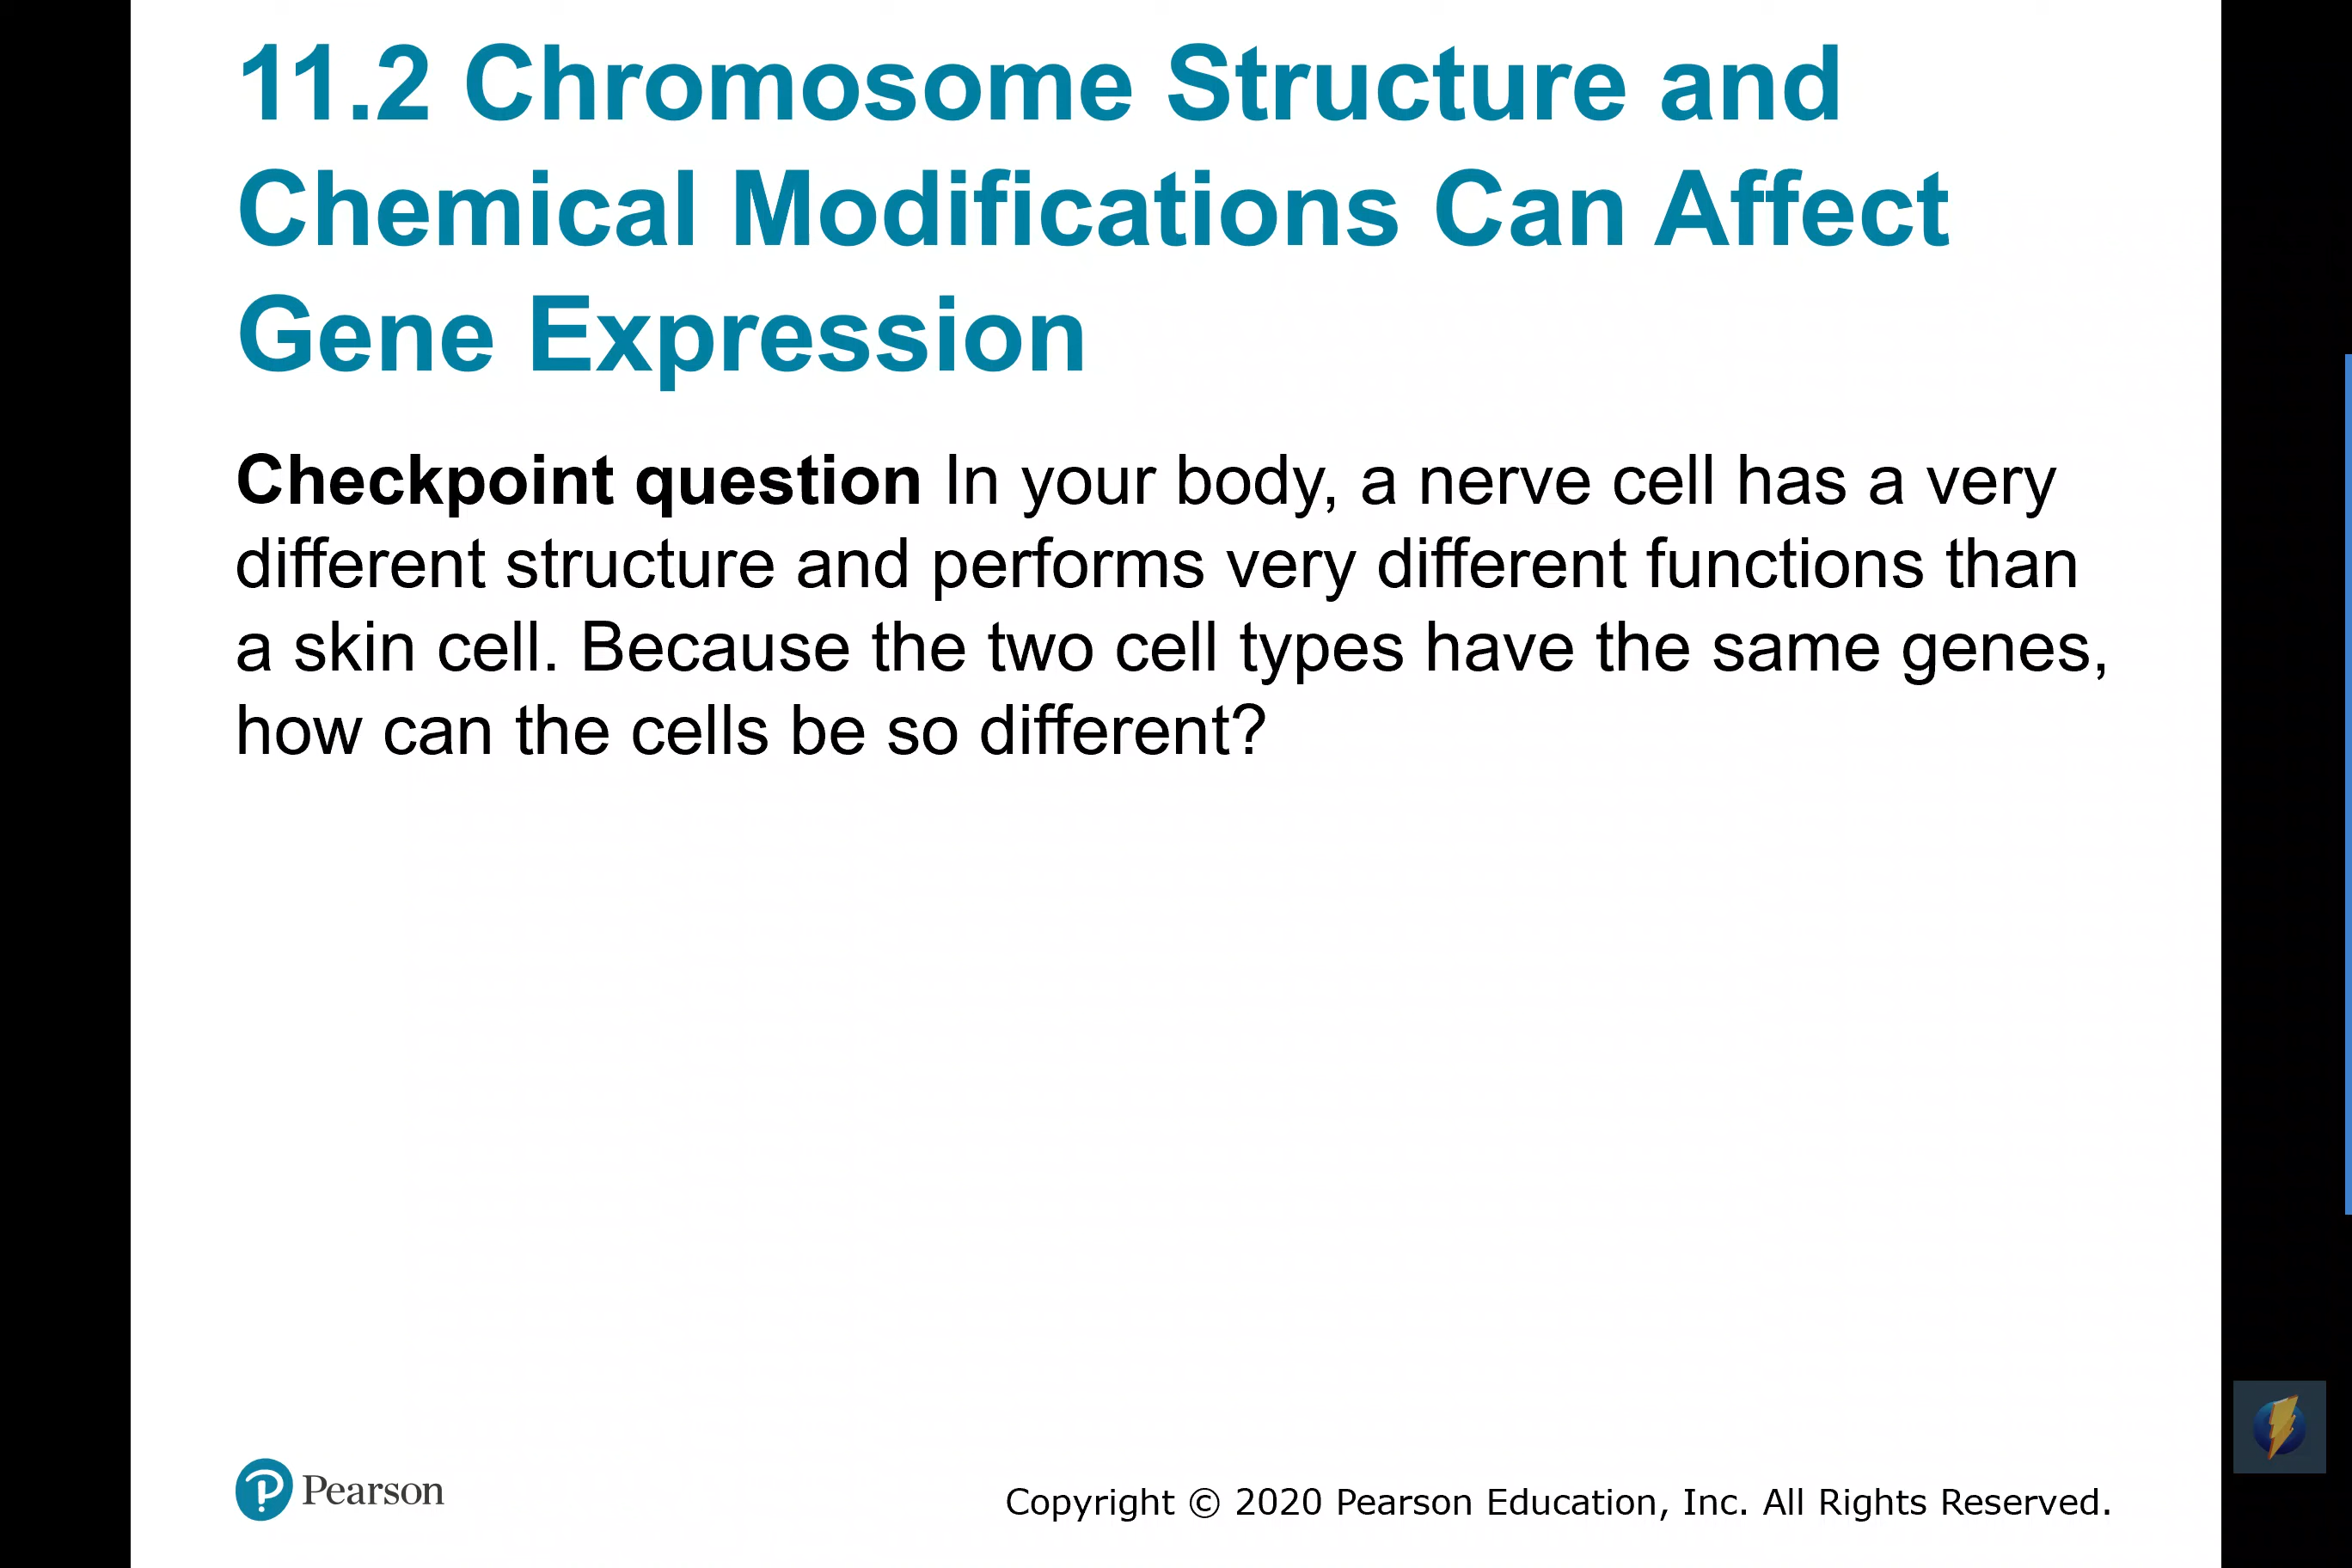 11.2 Chromosome Structure and
Chemical Modifications Can Affect
Gene Expression
Checkpoint question In your body, a nerve cell has a very
different structure and performs very different functions than
a skin cell. Because the two cell types have the same genes,
how can the cells be so different?
Pearson
Copyright © 2020 Pearson Education, Inc. All Rights Reserved.